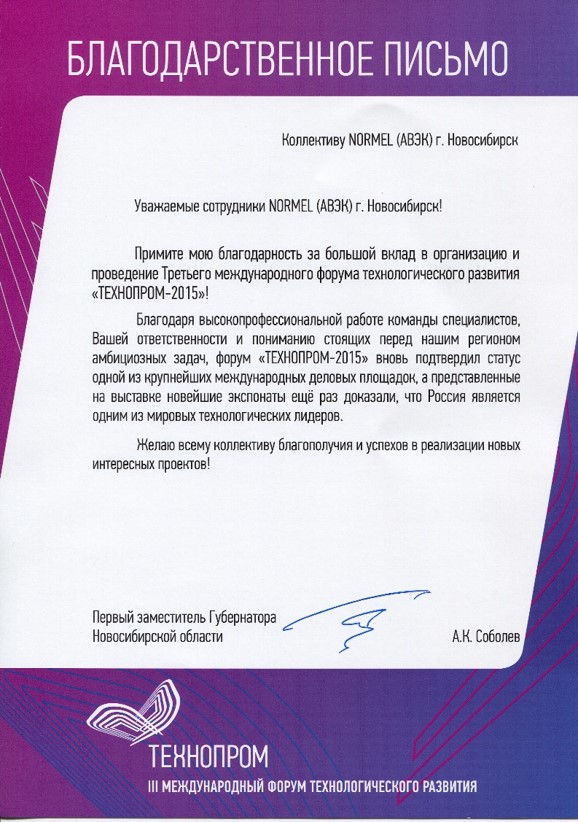 БЛАГОДАРСТВЕННОЕ ПИСЬМО
Коллективу NORMEL (АВЭК) г. Новосибирск
Уважаемые сотрудники NORMEL (АВЭК) г. Новосибирск!
Примите мою благодарность за большой вклад в организацию и
проведение Третьего международного форума технологического развития
«ТЕХНОПРОМ-2015»!
Благодаря высокопрофессиональной работе команды специалистов,
Вашей ответственности и пониманию стоящих перед нашим регионом
амбициозных задач, форум «ТЕХНОПРОМ-2015» вновь подтвердил статус
одной из крупнейших международных деловых площадок, а представленные
на выставке новейшие экспонаты ещё раз доказали, что Россия является
одним из мировых технологических лидеров.
Желаю всему коллективу благополучия и успехов в реализации новых
интересных проектов!
Первый заместитель Губернатора
Новосибирской области А.К. Соболев
ТЕХНОПРОМ
III МЕЖДУНАРОДНЫЙ ФОРУМ ТЕХНОЛОГИЧЕСКОГО РАЗВИТИЯ